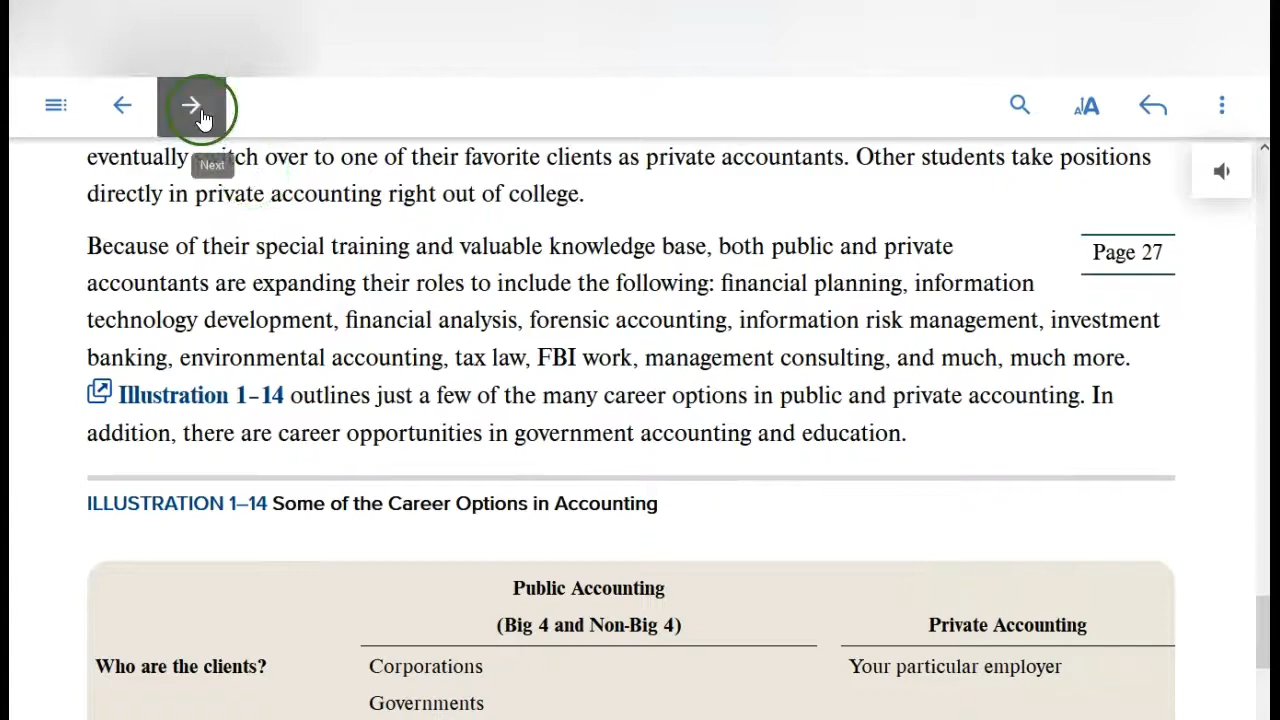 Next
eventually switch over to one of their favorite clients as private accountants. Other students take positions
directly in private accounting right out of college.
Because of their special training and valuable knowledge base, both public and private
Page 27
accountants are expanding their roles to include the following: financial planning, information
technology development, financial analysis, forensic accounting, information risk management, investment
banking, environmental accounting, tax law, FBI work, management consulting, and much, much more.
Illustration 1–14 outlines just a few of the many career options in public and private accounting. In
addition, there are career opportunities in government accounting and education.
ILLUSTRATION 1–14 Some of the Career Options in Accounting
Public Accounting
(Big 4 and Non-Big 4)
Private Accounting
Who are the clients?
Corporations
Your particular employer
Governments